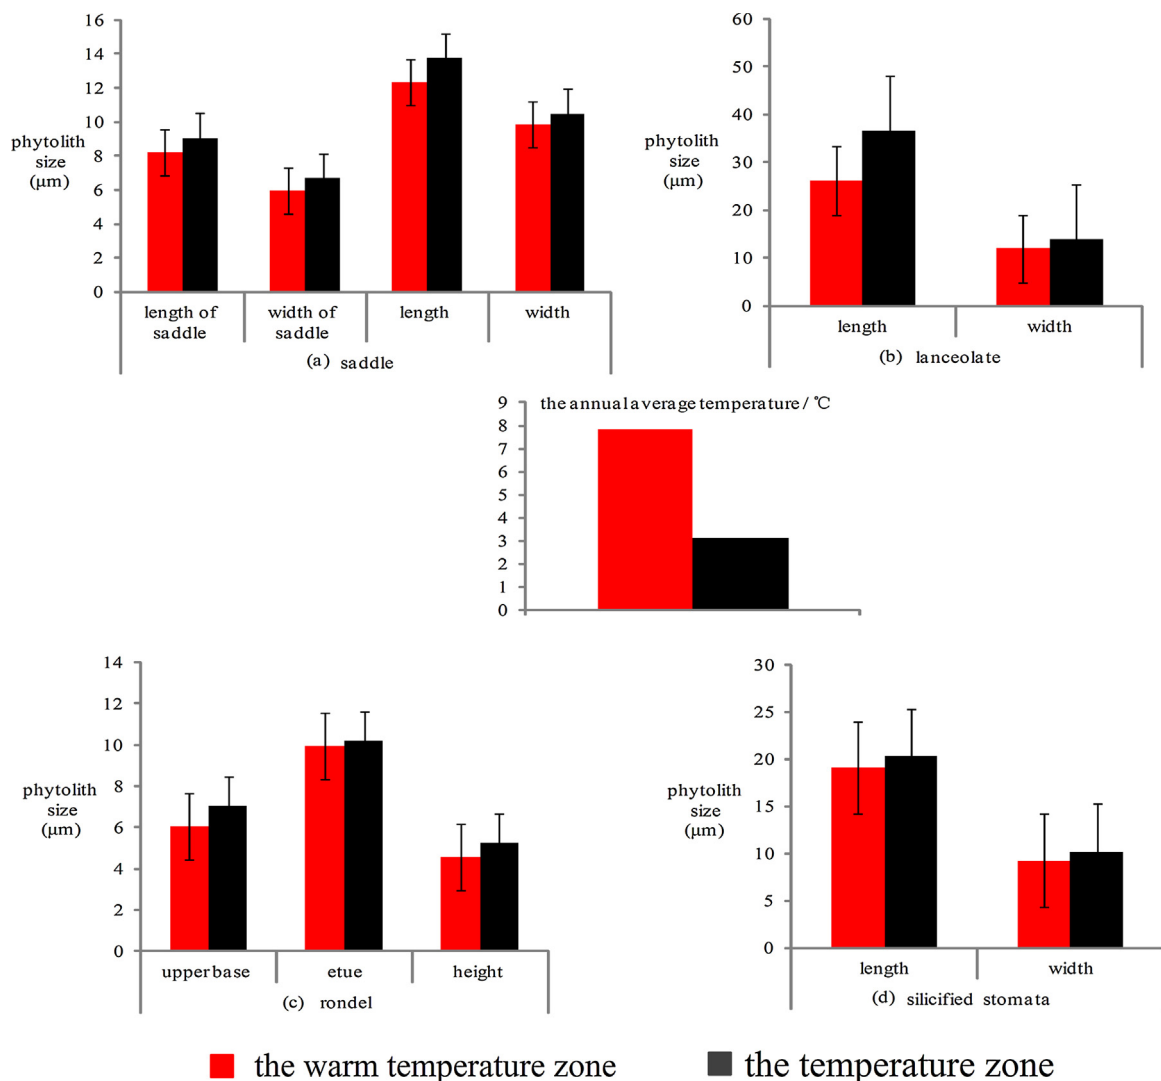 16
14
12
10
8
6
4
2
0
phytolith
size
(μm)
length of
saddle
width of
saddle
length
width
(a) saddle
60
50
40
30
20
10
0
phytolith
size
(μm)
length
width
(b) lanceolate
the annual average temperature / ℃
9
8
7
6
5
4
3
2
1
0
14
12
10
8
6
4
2
0
phytolith
size
(μm)
upper base
etue
height
(c) rondel
30
25
20
15
10
5
0
phytolith
size
(μm)
length
width
(d) silicified stomata
the warm temperature zone
the temperature zone